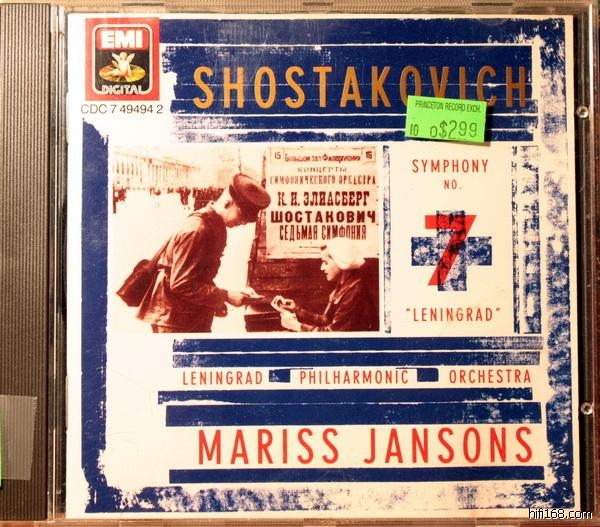 EMI
DIGITAL
CDC 7 49494 2
SHOSTAKOVICH
PRINCETON RECORD EXCH.
10 0$299
15 Большой зал Филармонии 16
КОНЦЕРТЫ
СИМФОНИЧЕСКОГО ОРКЕСТРА
К. И. ЭЛИАСБЕРГ
ШОСТАКОВИЧ
СЕДЬМАЯ СИМФОНИЯ
SYMPHONY
NO.
7
"LENINGRAD"
LENINGRAD PHILHARMONIC ORCHESTRA
MARISS JANSONS
hifi168.com